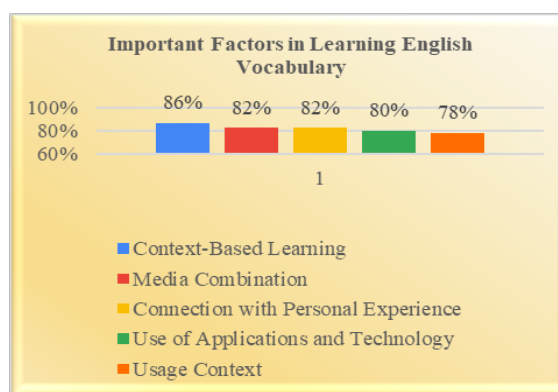 Important Factors in Learning English
Vocabulary
86% 82% 82% 80% 78%
100%
80%
60%
1
Context-Based Learning
Media Combination
Connection with Personal Experience
Use of Applications and Technology
Usage Context